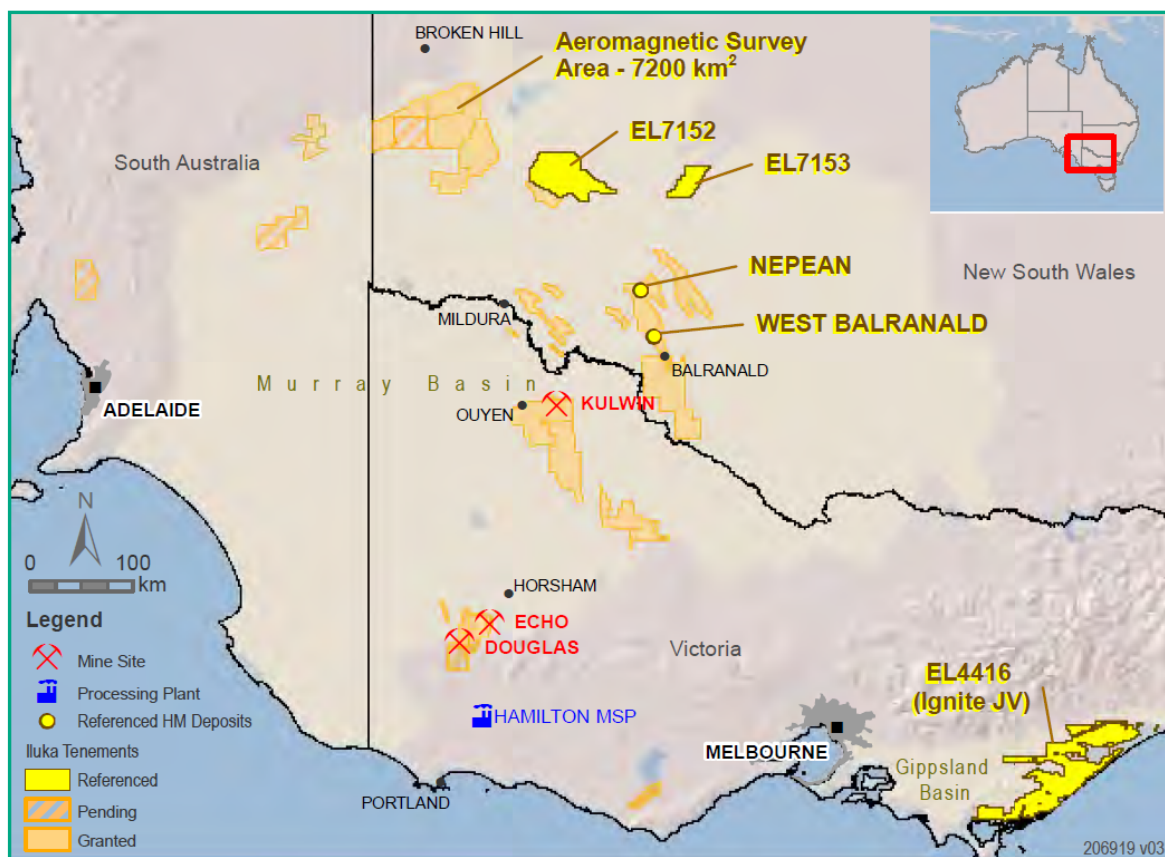 BROKEN HILL
Aeromagnetic Survey
Area - 7200 km²
EL7152
EL7153
South Australia
NEPEAN
New South Wales
MILDURA
WEST BALRANALD
BALRANALD
Murray Basin
ADELAIDE
OUYEN
KULWIN
N
0 100
km
HORSHAM
Legend
ECHO
DOUGLAS
Victoria
Mine Site
Processing Plant
EL4416
(Ignite JV)
Referenced HM Deposits
HAMILTON MSP
Iluka Tenements
MELBOURNE
Referenced
Gippsland
Basin
Pending
PORTLAND
Granted
206919 v03